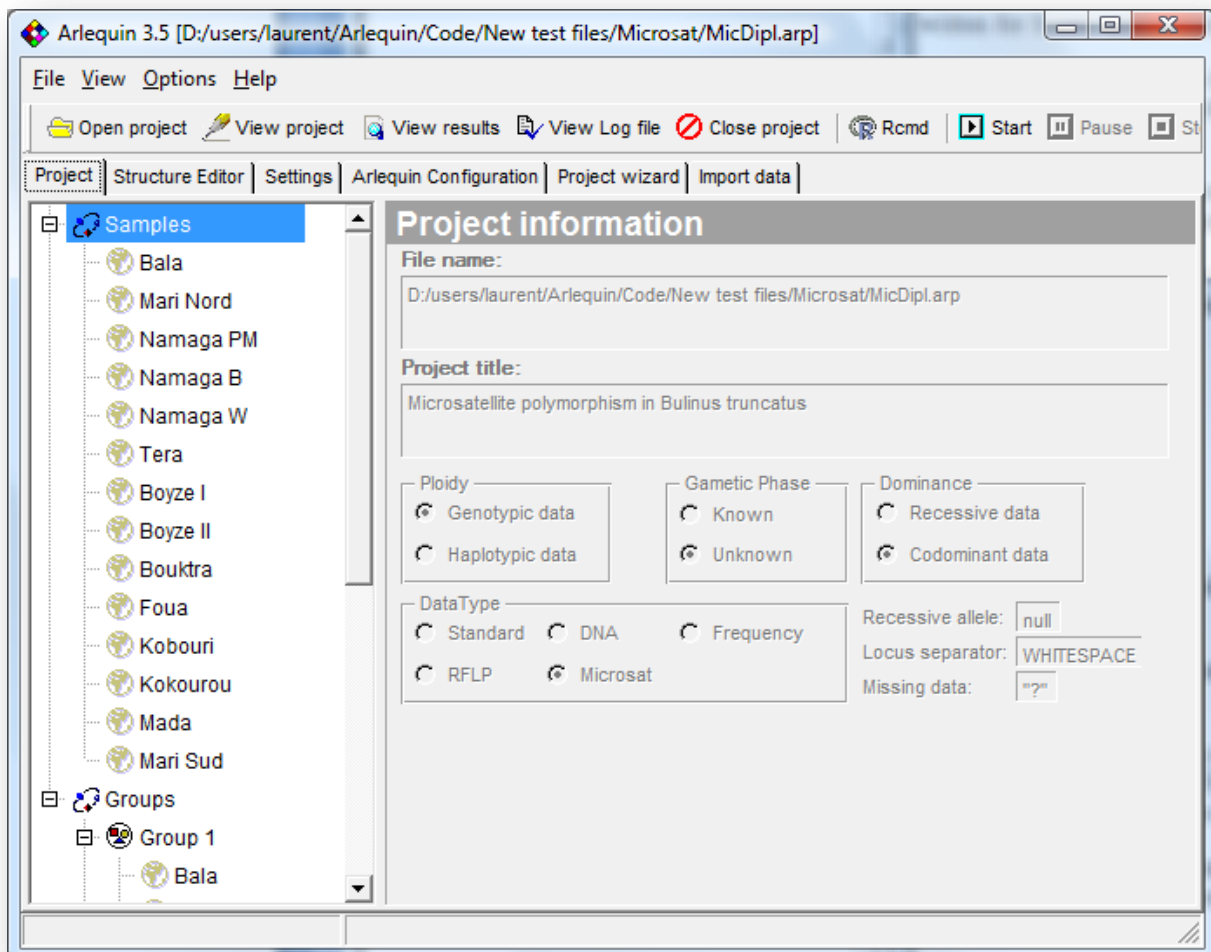 Arlequin 3.5 [D:/users/laurent/Arlequin/Code/New test files/Microsat/MicDipl.arp]
File View Options Help
Open project View project View results View Log file Close project Rcmd Start Pause St
Project Structure Editor Settings Arlequin Configuration Project wizard Import data
Samples
Bala
Mari Nord
Namaga PM
Namaga B
Namaga W
Tera
Boyze I
Boyze II
Bouktra
Foua
Kobouri
Kokourou
Mada
Mari Sud
Groups
Group 1
Bala
Project information
File name:
D:/users/laurent/Arlequin/Code/New test files/Microsat/MicDipl.arp
Project title:
Microsatellite polymorphism in Bulinus truncatus
Ploidy
Genotypic data
Haplotypic data
Gametic Phase
Known
Unknown
Dominance
Recessive data
Codominant data
DataType
Standard DNA Frequency
RFLP Microsat
Recessive allele: null
Locus separator: WHITESPACE
Missing data: "?"